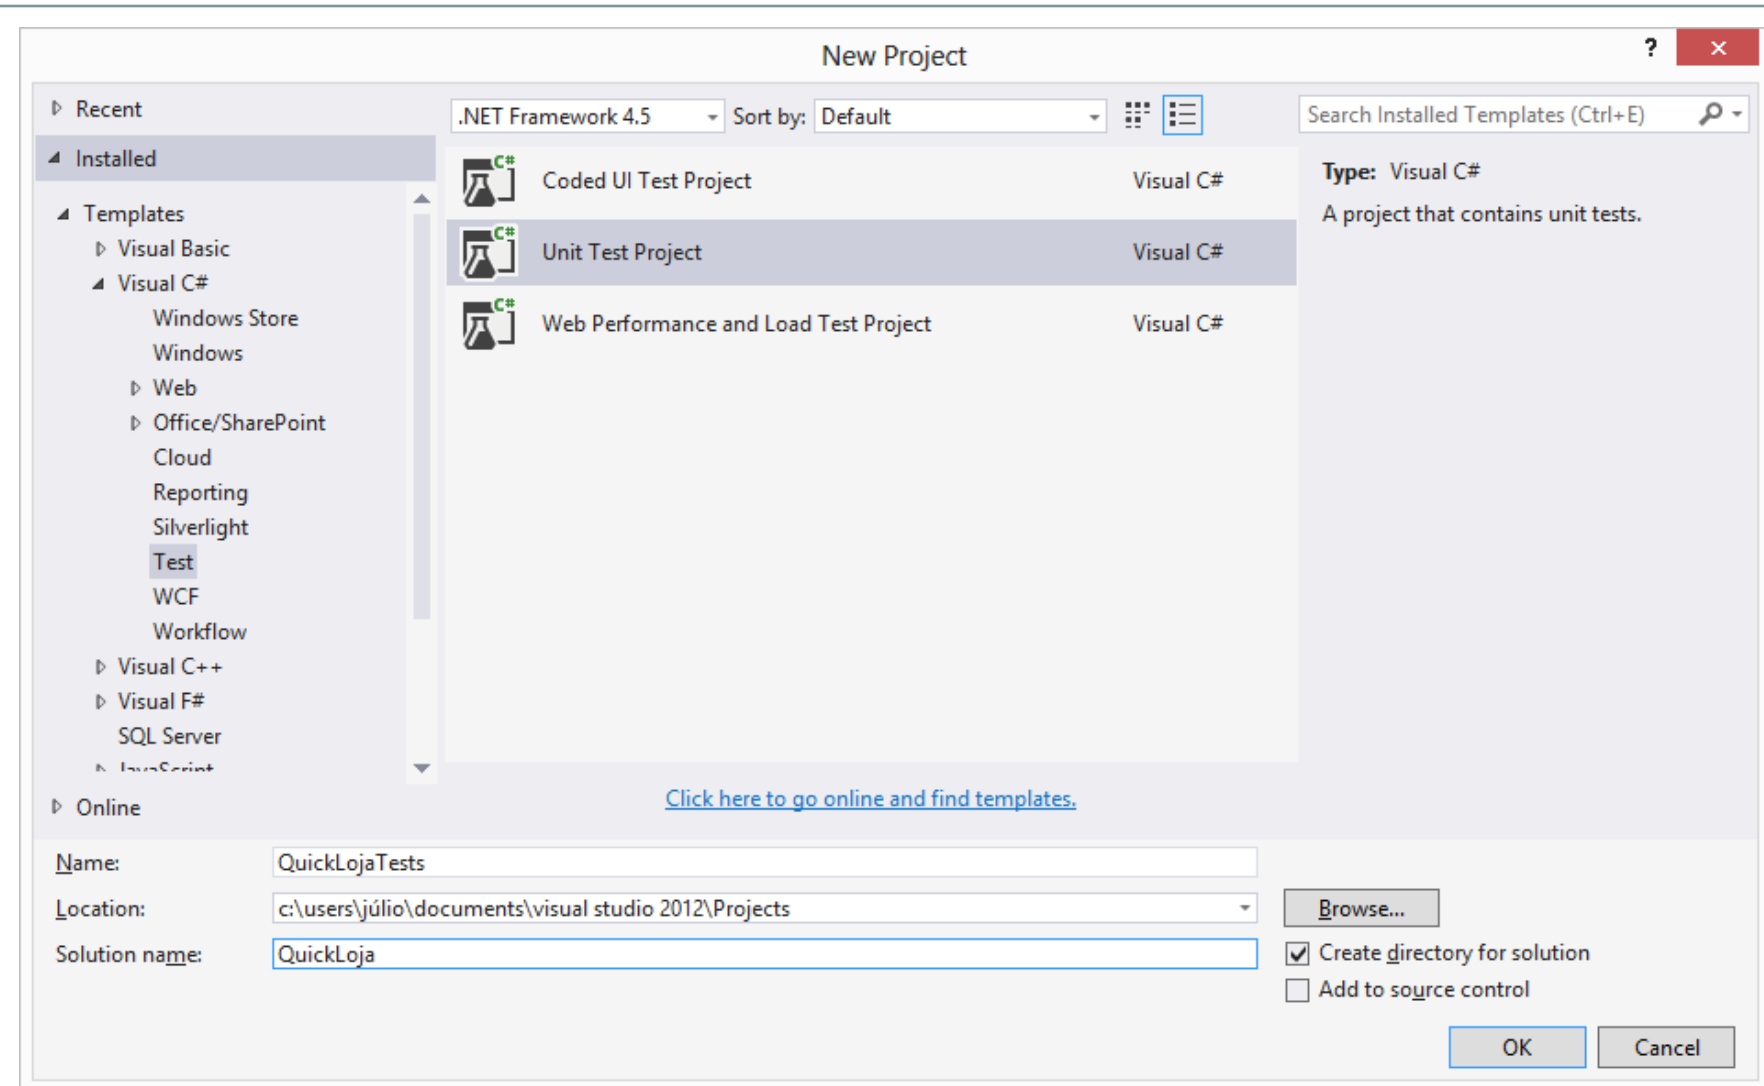 New Project
?
Recent
.NET Framework 4.5
Sort by: Default
Search Installed Templates (Ctrl+E)
Installed
Templates
Visual Basic
Visual C#
Windows Store
Windows
Web
Office/SharePoint
Cloud
Reporting
Silverlight
Test
WCF
Workflow
Visual C++
Visual F#
SQL Server
JavaScript
Online
C# Coded UI Test Project Visual C#
C# Unit Test Project Visual C#
C# Web Performance and Load Test Project Visual C#
Type: Visual C#
A project that contains unit tests.
Click here to go online and find templates.
Name: QuickLojaTests
Location: c:\users\júlio\documents\visual studio 2012\Projects
Browse...
Solution name: QuickLoja
Create directory for solution
Add to source control
OK
Cancel